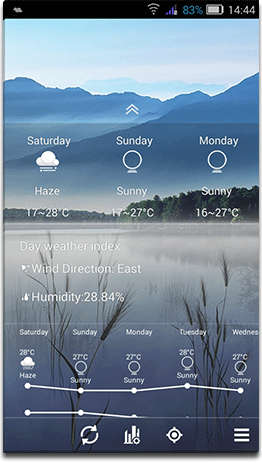 83% 14:44
Saturday Sunday Monday
Haze Sunny Sunny
17~28°C 17~27°C 16~27°C
Day weather index
Wind Direction: East
Humidity:28.84%
Saturday Sunday Monday Tuesday Wednes
28°C 27°C 27°C 28°C 27°C
Haze Sunny Sunny Sunny Sunny